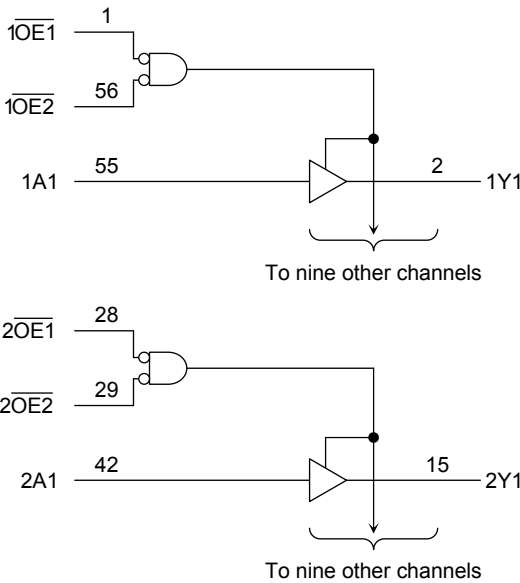 1OE1 1
1OE2 56
1A1 55 2 1Y1
To nine other channels
2OE1 28
2OE2 29
2A1 42 15 2Y1
To nine other channels